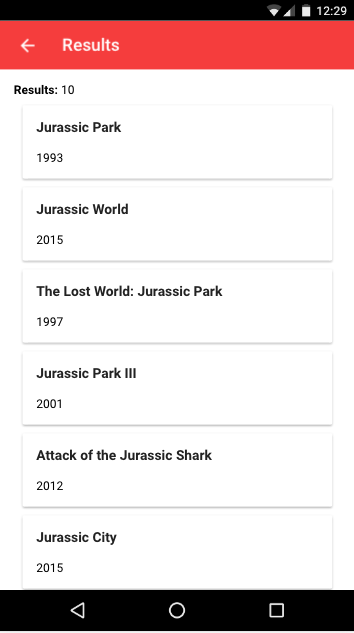 12:29
Results
Results: 10
Jurassic Park
1993
Jurassic World
2015
The Lost World: Jurassic Park
1997
Jurassic Park III
2001
Attack of the Jurassic Shark
2012
Jurassic City
2015